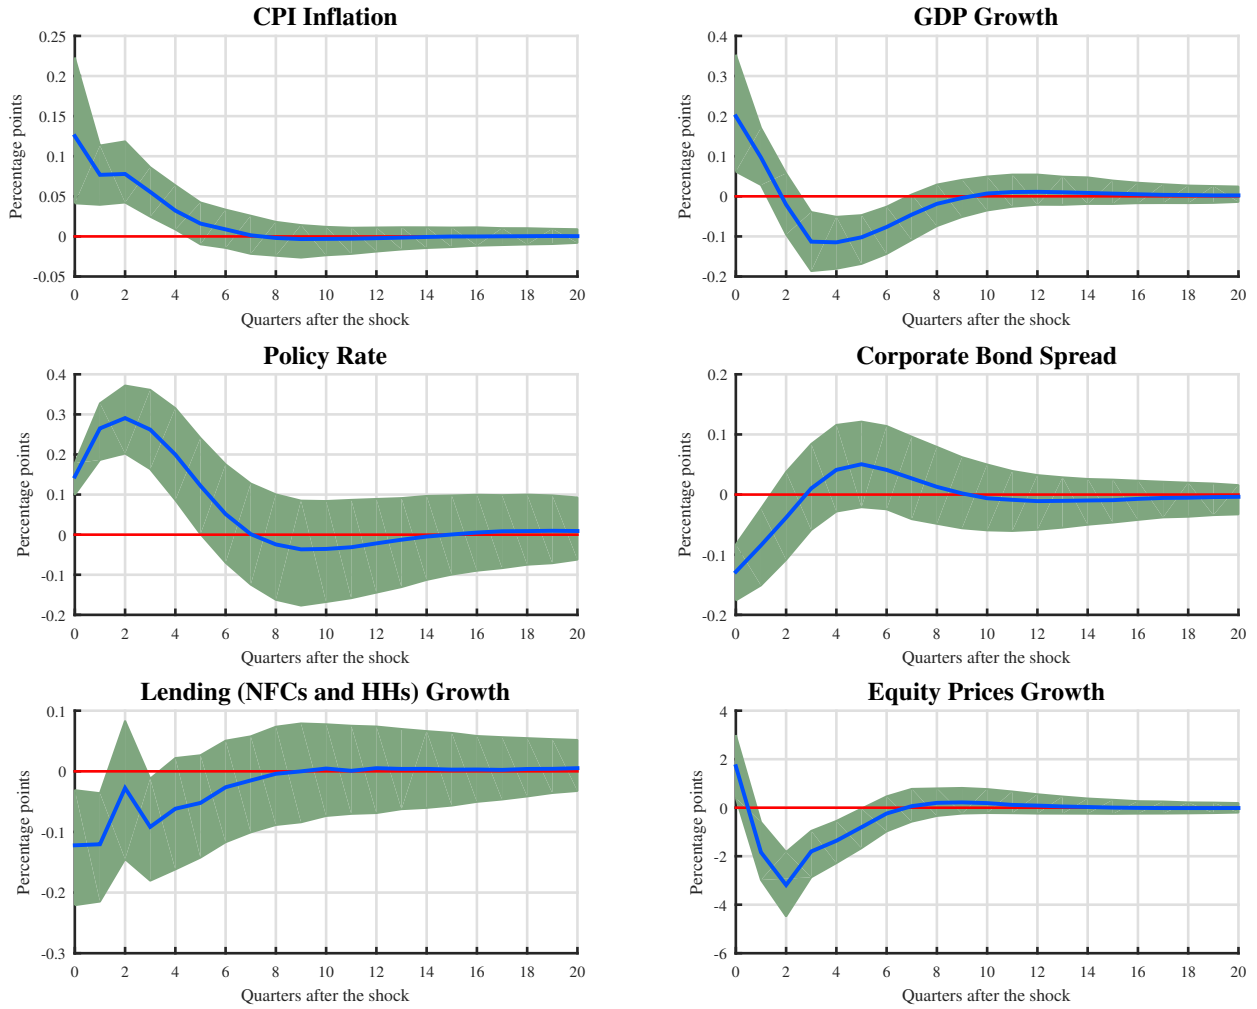 CPI Inflation
Percentage points
0.25
0.2
0.15
0.1
0.05
0
-0.05
0 2 4 6 8 10 12 14 16 18 20
Quarters after the shock
GDP Growth
Percentage points
0.4
0.3
0.2
0.1
0
-0.1
-0.2
0 2 4 6 8 10 12 14 16 18 20
Quarters after the shock
Policy Rate
Percentage points
0.4
0.3
0.2
0.1
0
-0.1
-0.2
0 2 4 6 8 10 12 14 16 18 20
Quarters after the shock
Corporate Bond Spread
Percentage points
0.2
0.1
0
-0.1
-0.2
0 2 4 6 8 10 12 14 16 18 20
Quarters after the shock
Lending (NFCs and HHs) Growth
Percentage points
0.1
0
-0.1
-0.2
-0.3
0 2 4 6 8 10 12 14 16 18 20
Quarters after the shock
Equity Prices Growth
Percentage points
4
2
0
-2
-4
-6
0 2 4 6 8 10 12 14 16 18 20
Quarters after the shock